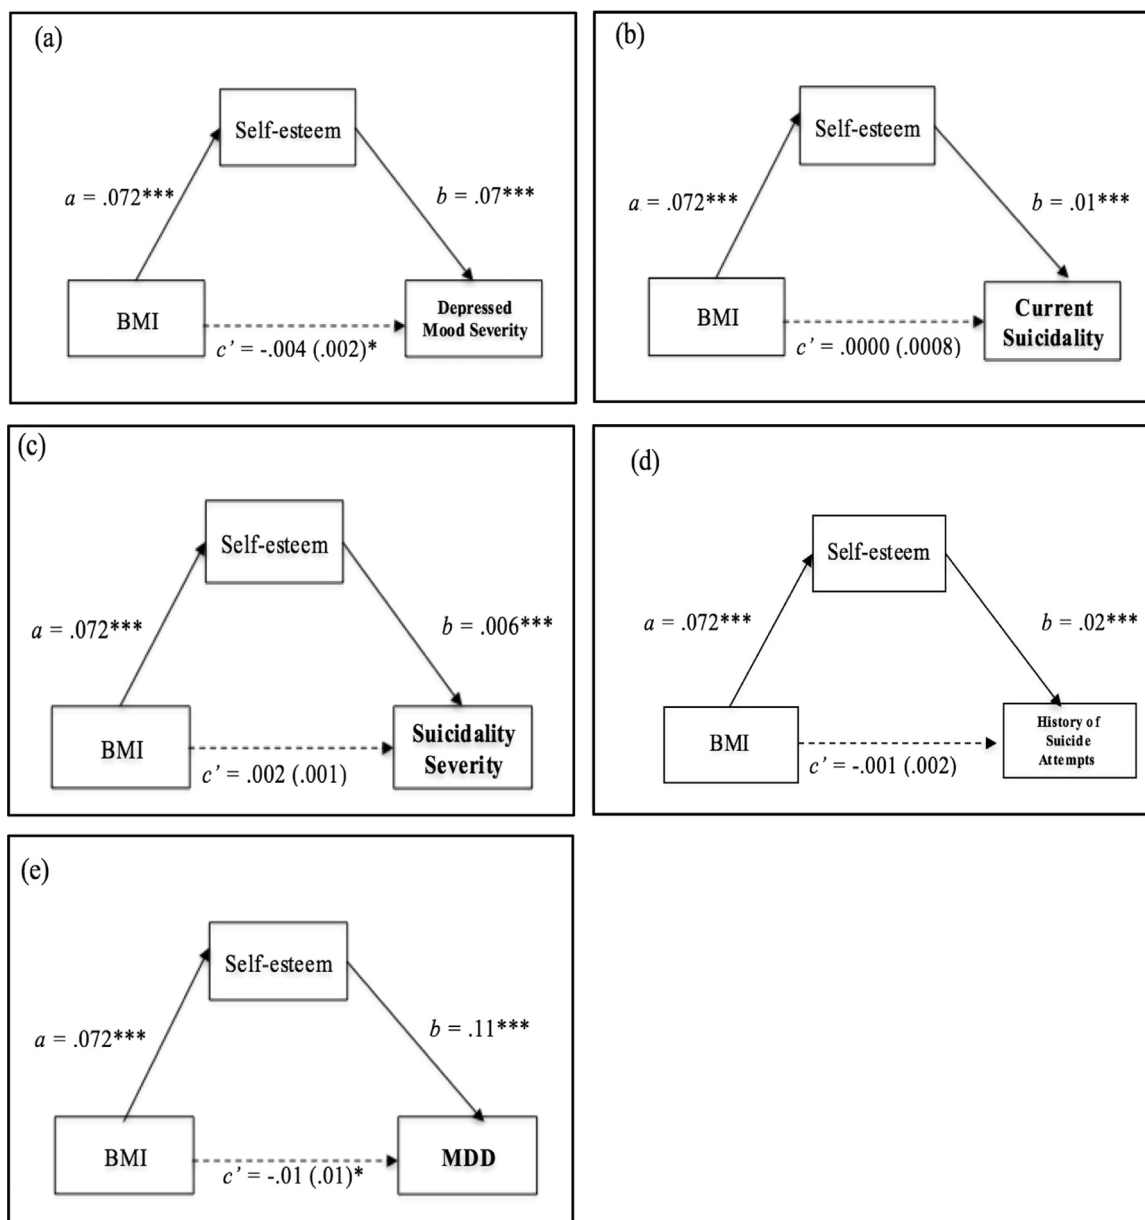 (a)
Self-esteem
a = .072***
b = .07***
BMI
Depressed
Mood Severity
c’ = -.004 (.002)*
(b)
Self-esteem
a = .072***
b = .01***
BMI
Current
Suicidality
c’ = .0000 (.0008)
(c)
Self-esteem
a = .072***
b = .006***
BMI
Suicidality
Severity
c’ = .002 (.001)
(d)
Self-esteem
a = .072***
b = .02***
BMI
History of
Suicide
Attempts
c’ = -.001 (.002)
(e)
Self-esteem
a = .072***
b = .11***
BMI
MDD
c’ = -.01 (.01)*